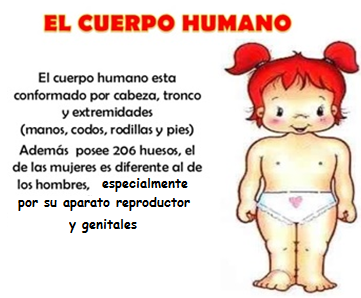 EL CUERPO HUMANO
El cuerpo humano esta
conformado por cabeza, tronco
y extremidades
(manos, codos, rodillas y pies)
Además posee 206 huesos, el
de las mujeres es diferente al de
los hombres, especialmente
por su aparato reproductor
y genitales